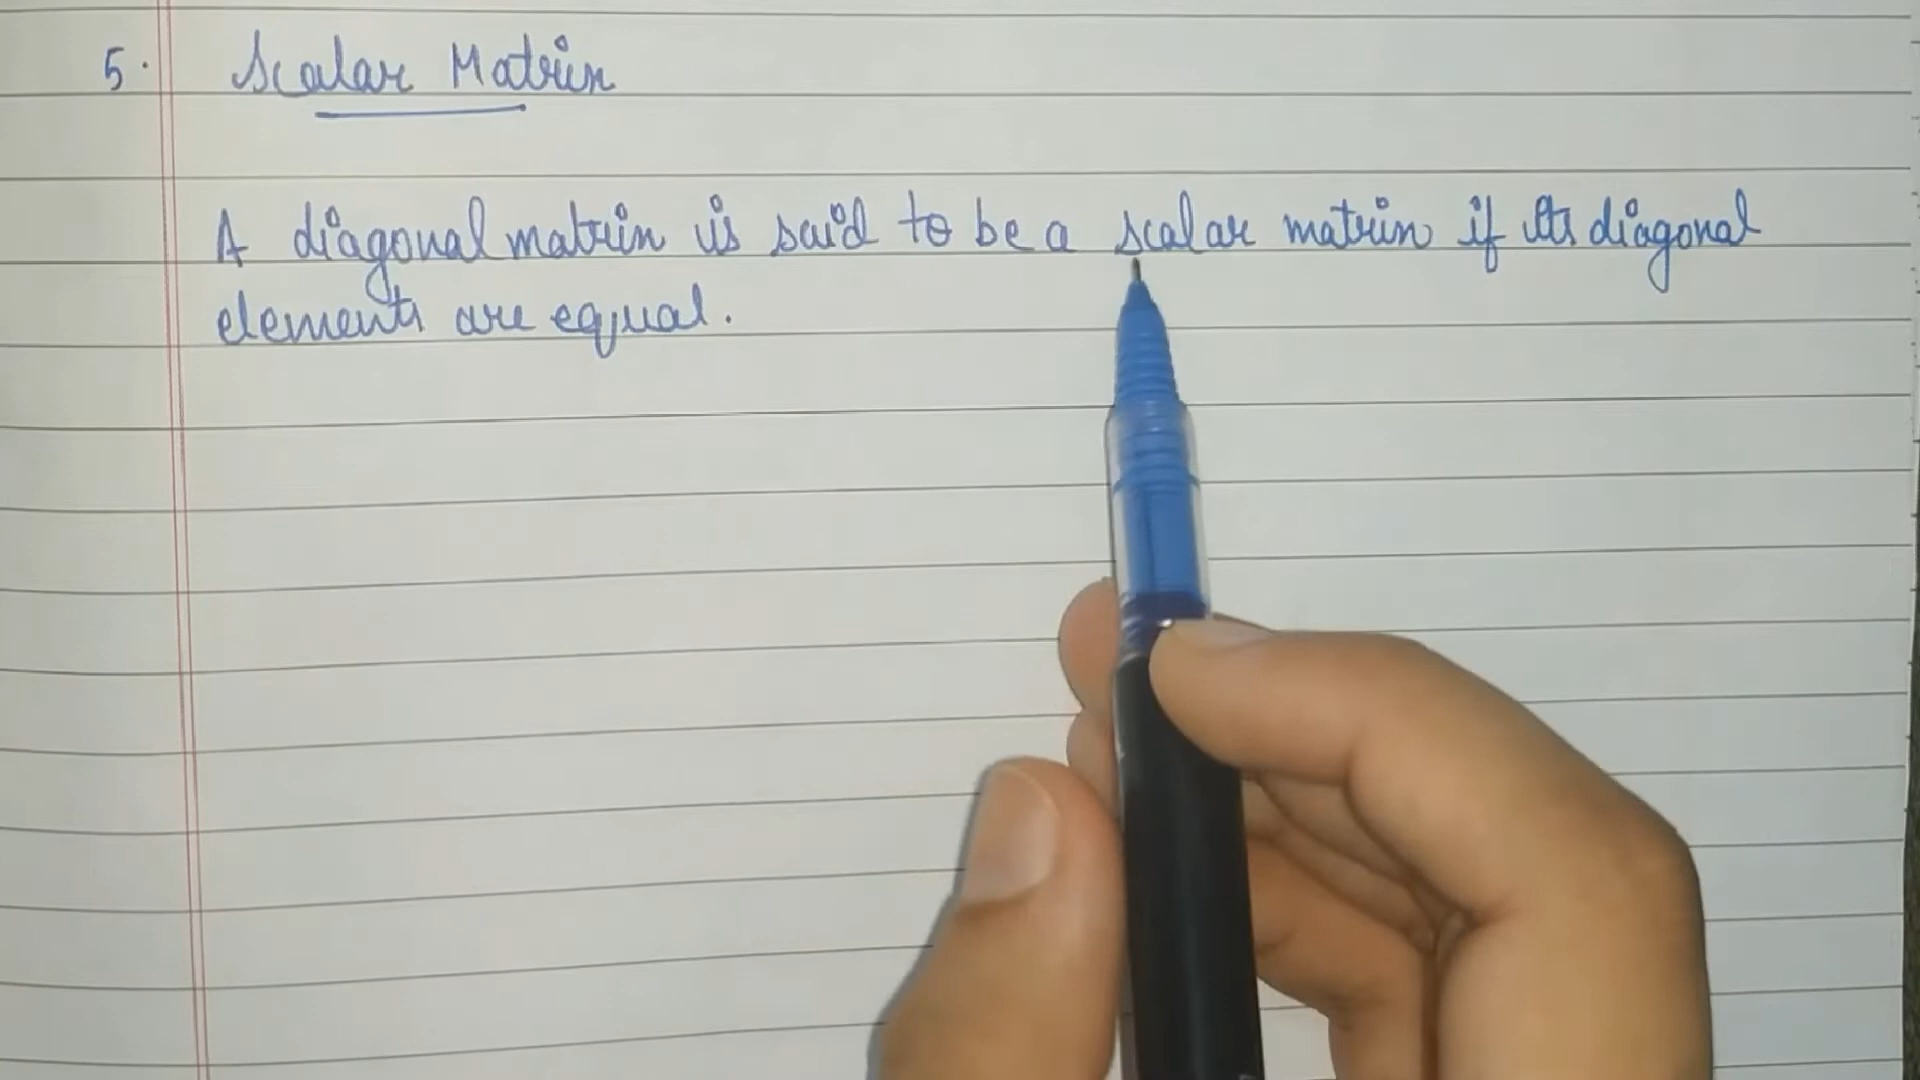 5. Scalar Matrix
A diagonal matrix is said to be a scalar matrix if its diagonal
elements are equal.